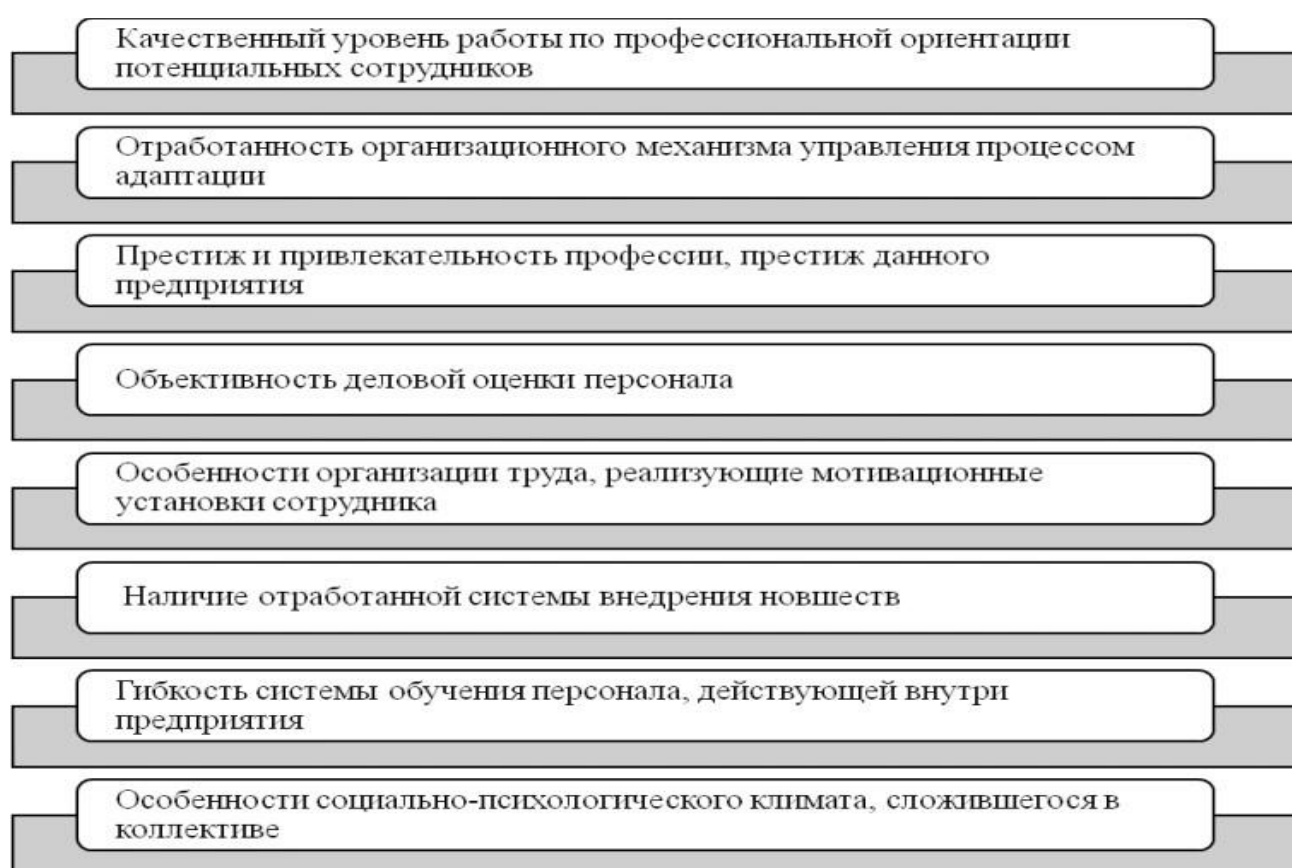 Качественный уровень работы по профессиональной ориентации
потенциальных сотрудников
Отработанность организационного механизма управления процессом
адаптации
Престиж и привлекательность профессии, престиж данного
предприятия
Объективность деловой оценки персонала
Особенности организации труда, реализующие мотивационные
установки сотрудника
Наличие отработанной системы внедрения новшеств
Гибкость системы обучения персонала, действующей внутри
предприятия
Особенности социально-психологического климата, сложившегося в
коллективе